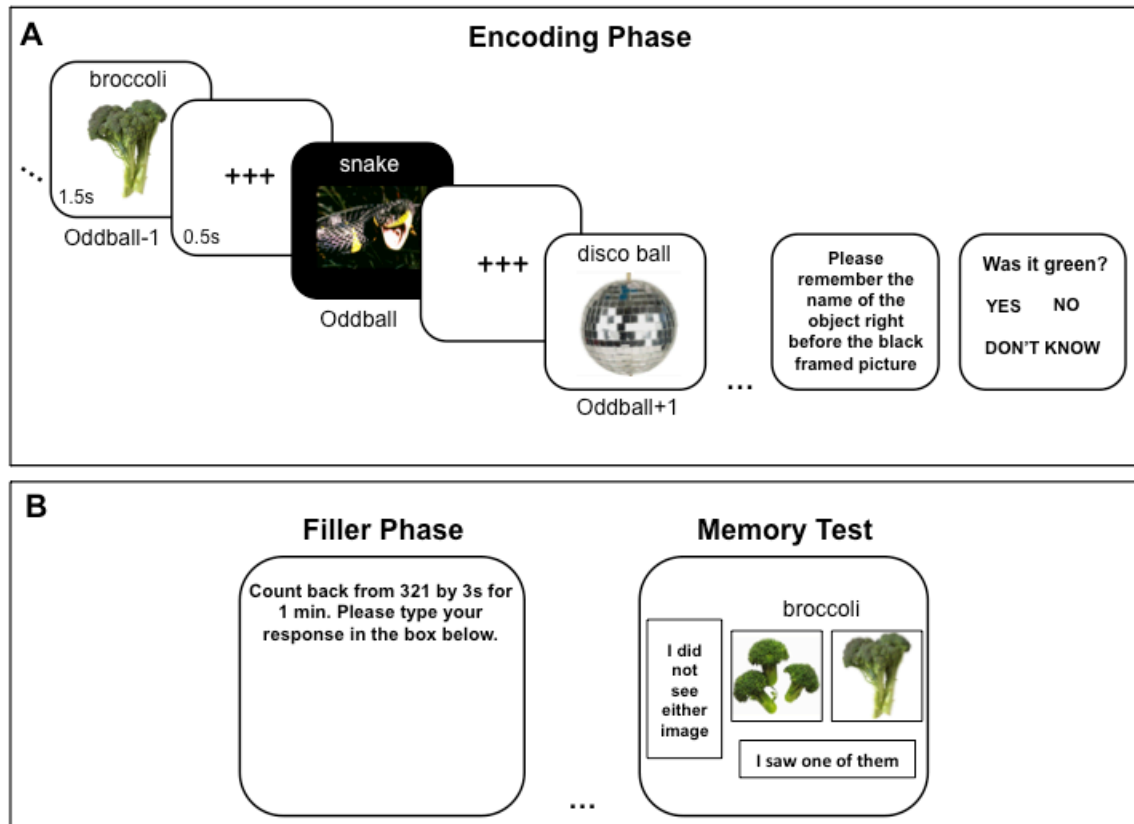 A
Encoding Phase
broccoli
1.5s
Oddball-1
+++
0.5s
snake
Oddball
+++
disco ball
Oddball+1
...
...
Please
remember the
name of the
object right
before the black
framed picture
Was it green?
YES NO
DON'T KNOW
B
Filler Phase
Count back from 321 by 3s for
1 min. Please type your
response in the box below.
...
Memory Test
broccoli
I did
not
see
either
image
I saw one of them